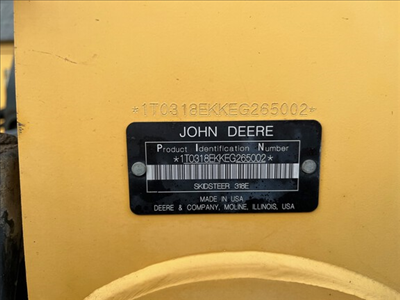 *1T0318EKKEG265002*
JOHN DEERE
Product Identification Number
*1T0318EKKEG265002*
SKIDSTEER 318E
MADE IN USA
DEERE & COMPANY, MOLINE, ILLINOIS, USA